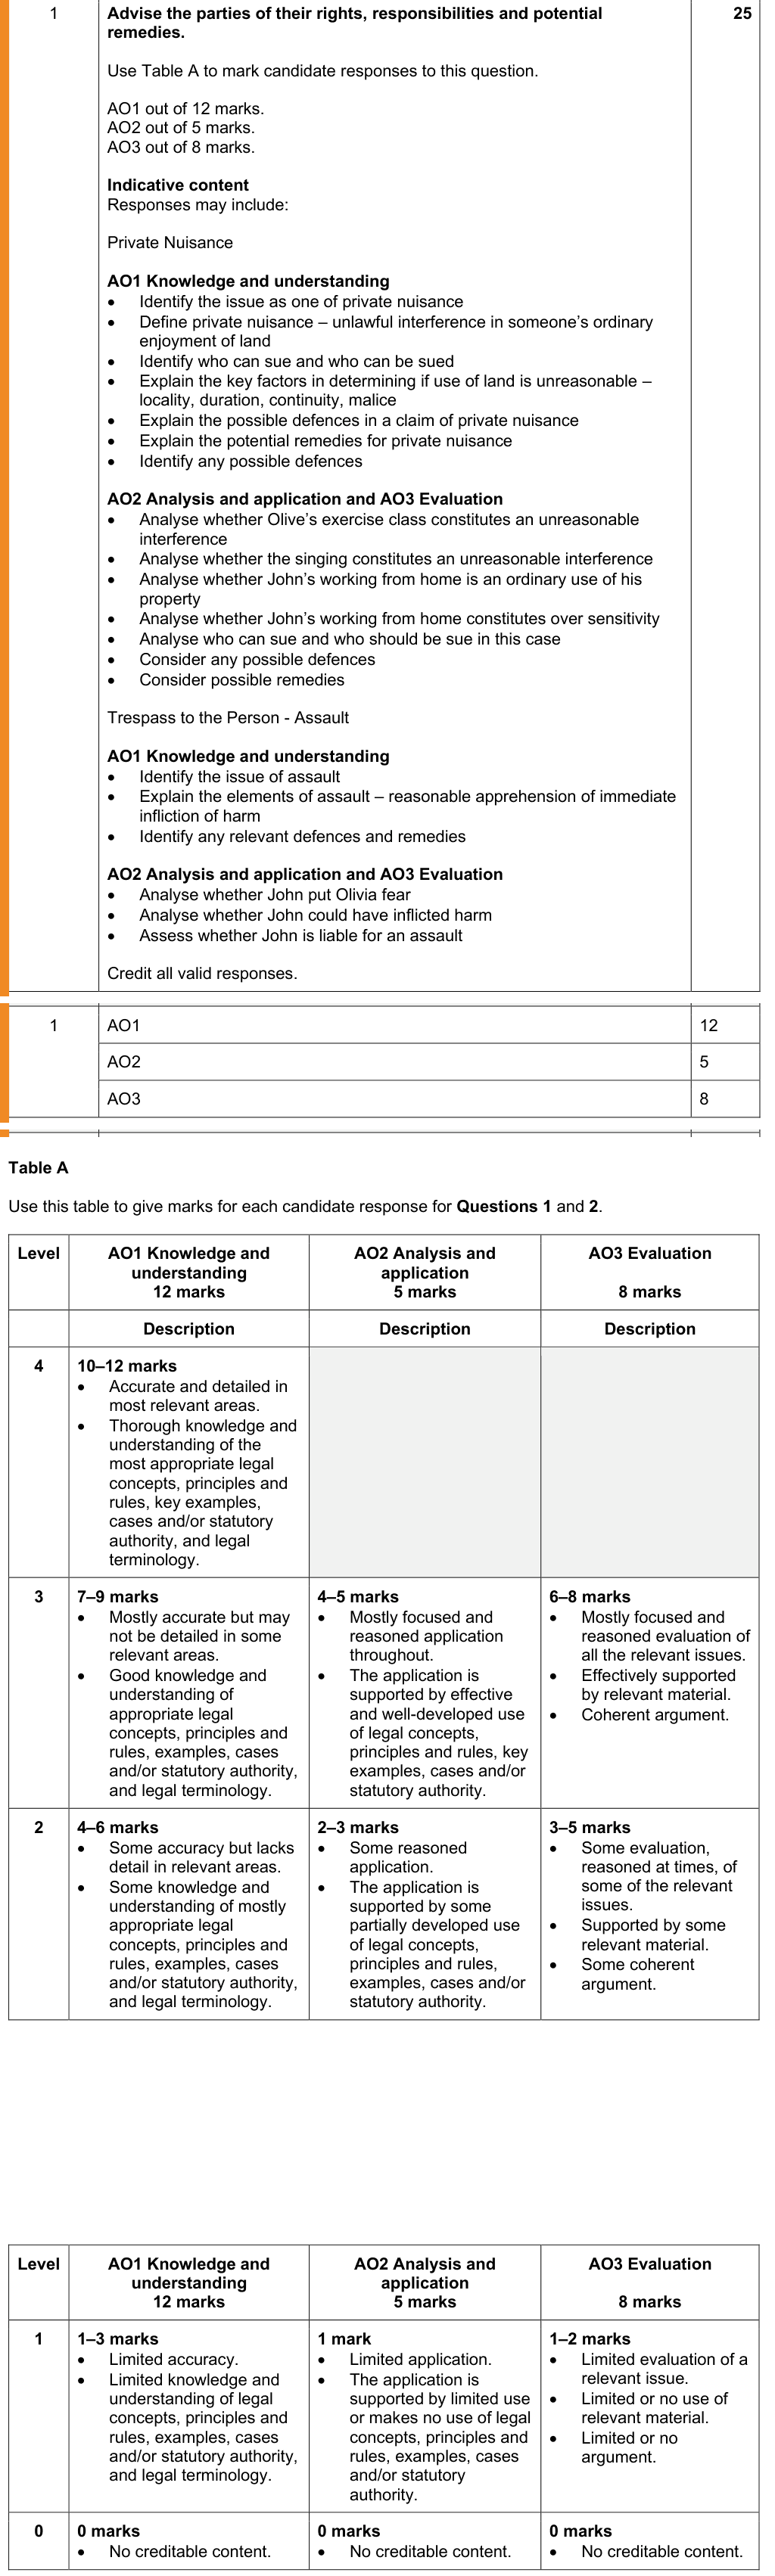 1
Advise the parties of their rights, responsibilities and potential
remedies.
25
Use Table A to mark candidate responses to this question.
AO1 out of 12 marks.
AO2 out of 5 marks.
AO3 out of 8 marks.
Indicative content
Responses may include:
Private Nuisance
AO1 Knowledge and understanding
• Identify the issue as one of private nuisance
• Define private nuisance – unlawful interference in someone's ordinary
enjoyment of land
• Identify who can sue and who can be sued
• Explain the key factors in determining if use of land is unreasonable –
locality, duration, continuity, malice
• Explain the possible defences in a claim of private nuisance
• Explain the potential remedies for private nuisance
• Identify any possible defences
AO2 Analysis and application and AO3 Evaluation
• Analyse whether Olive's exercise class constitutes an unreasonable
interference
• Analyse whether the singing constitutes an unreasonable interference
• Analyse whether John's working from home is an ordinary use of his
property
• Analyse whether John's working from home constitutes over sensitivity
• Analyse who can sue and who should be sue in this case
• Consider any possible defences
• Consider possible remedies
Trespass to the Person - Assault
AO1 Knowledge and understanding
• Identify the issue of assault
• Explain the elements of assault – reasonable apprehension of immediate
infliction of harm
• Identify any relevant defences and remedies
AO2 Analysis and application and AO3 Evaluation
• Analyse whether John put Olivia fear
• Analyse whether John could have inflicted harm
• Assess whether John is liable for an assault
Credit all valid responses.
1
AO1
12
AO2
5
AO3
8
Table A
Use this table to give marks for each candidate response for Questions 1 and 2.
Level
AO1 Knowledge and
understanding
12 marks
AO2 Analysis and
application
5 marks
AO3 Evaluation
8 marks
Description
Description
Description
4
10–12 marks
• Accurate and detailed in
most relevant areas.
• Thorough knowledge and
understanding of the
most appropriate legal
concepts, principles and
rules, key examples,
cases and/or statutory
authority, and legal
terminology.
3
7–9 marks
• Mostly accurate but may
not be detailed in some
relevant areas.
• Good knowledge and
understanding of
appropriate legal
concepts, principles and
rules, examples, cases
and/or statutory authority,
and legal terminology.
4–5 marks
• Mostly focused and
reasoned application
throughout.
• The application is
supported by effective
and well-developed use
of legal concepts,
principles and rules, key
examples, cases and/or
statutory authority.
6–8 marks
• Mostly focused and
reasoned evaluation of
all the relevant issues.
• Effectively supported
by relevant material.
• Coherent argument.
2
4–6 marks
• Some accuracy but lacks
detail in relevant areas.
• Some knowledge and
understanding of mostly
appropriate legal
concepts, principles and
rules, examples, cases
and/or statutory authority,
and legal terminology.
2–3 marks
• Some reasoned
application.
• The application is
supported by some
partially developed use
of legal concepts,
principles and rules,
examples, cases and/or
statutory authority.
3–5 marks
• Some evaluation,
reasoned at times, of
some of the relevant
issues.
• Supported by some
relevant material.
• Some coherent
argument.
Level
AO1 Knowledge and
understanding
12 marks
AO2 Analysis and
application
5 marks
AO3 Evaluation
8 marks
1
1–3 marks
• Limited accuracy.
• Limited knowledge and
understanding of legal
concepts, principles and
rules, examples, cases
and/or statutory authority,
and legal terminology.
1 mark
• Limited application.
• The application is
supported by limited use
or makes no use of legal
concepts, principles and
rules, examples, cases
and/or statutory
authority.
1–2 marks
• Limited evaluation of a
relevant issue.
• Limited or no use of
relevant material.
• Limited or no
argument.
0
0 marks
• No creditable content.
0 marks
• No creditable content.
0 marks
• No creditable content.